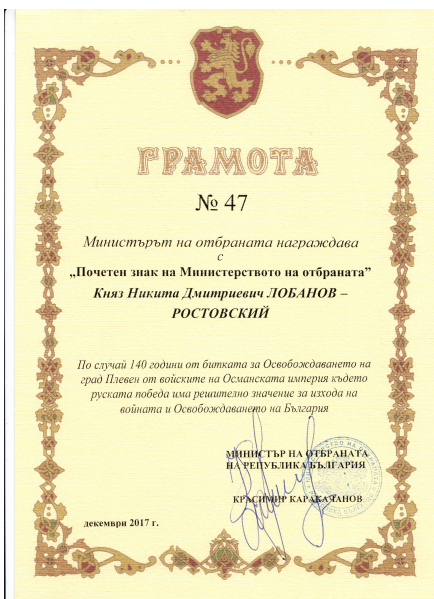 ГРАМОТА
№ 47
Министърът на отбраната награждава
с
„Почетен знак на Министерството на отбраната”
Княз Никита Дмитриевич ЛОБАНОВ –
РОСТОВСКИЙ
По случай 140 години от битката за Освобождаването на
град Плевен от войските на Османската империя където
руската победа има решително значение за изхода на
войната и Освобождаването на България
МИНИСТЪР НА ОТБРАНАТА
НА РЕПУБЛИКА БЪЛГАРИЯ
КРАСИМИР КАРАКАЧАНОВ
декември 2017 г.